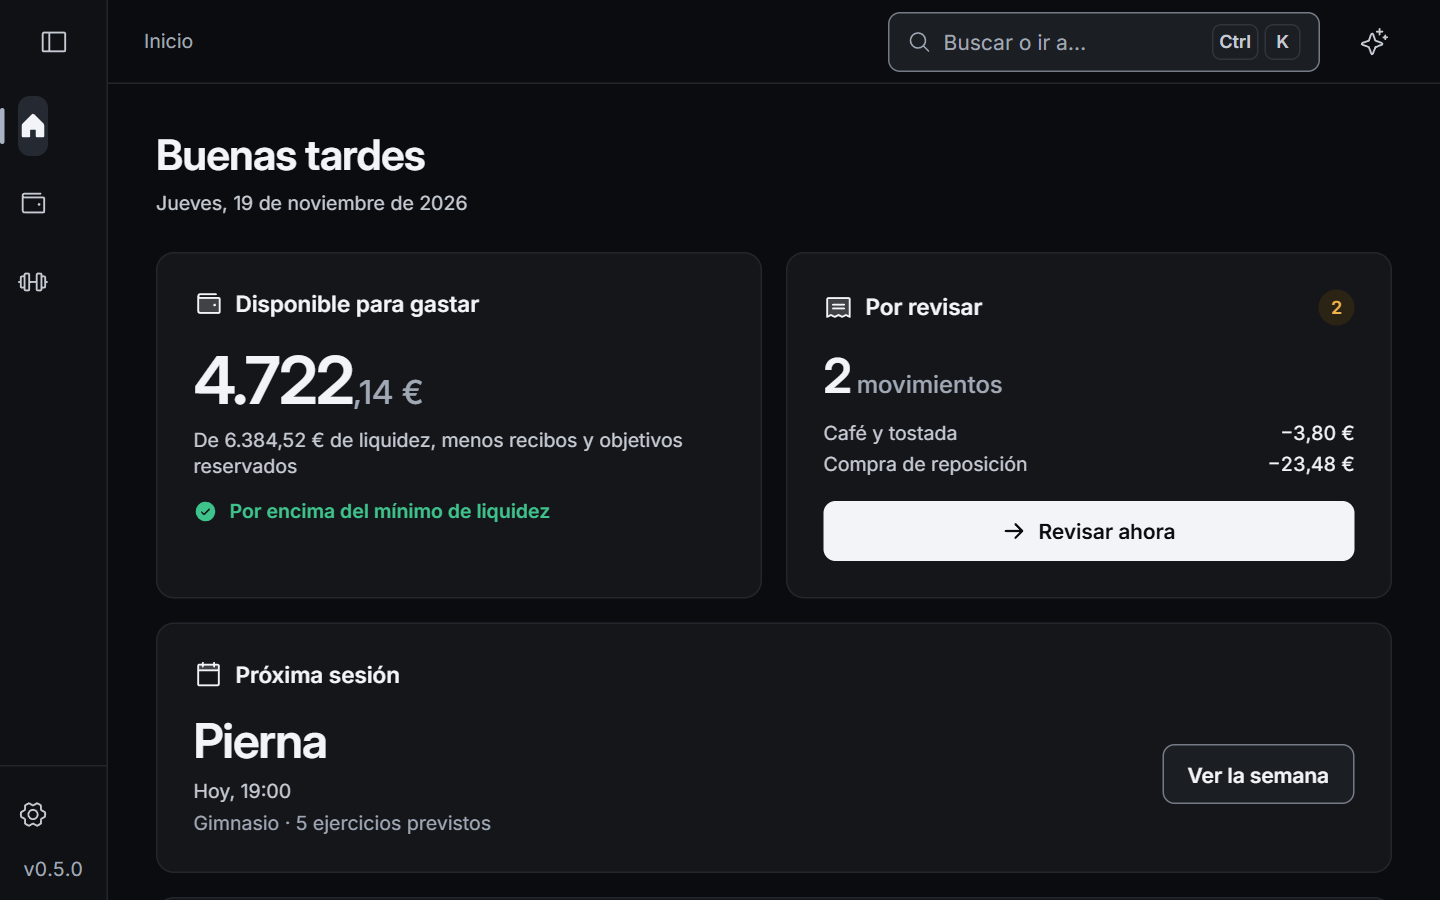 Inicio
Buscar o ir a...
Ctrl K
Buenas tardes
Jueves, 19 de noviembre de 2026
Disponible para gastar
4.722,14 €
De 6.384,52 € de liquidez, menos recibos y objetivos
reservados
Por encima del mínimo de liquidez
Por revisar
2
2 movimientos
Café y tostada −3,80 €
Compra de reposición −23,48 €
Revisar ahora
Próxima sesión
Pierna
Hoy, 19:00
Gimnasio · 5 ejercicios previstos
Ver la semana
v0.5.0